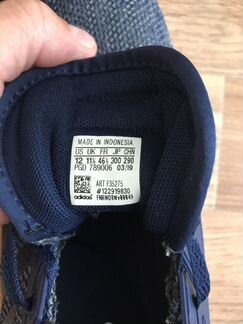 MADE IN INDONESIA
US UK FR JP CHN
12 11½ 46⅔ 300 290
PGD 789006 03/19
ART F35275
#122919830
adidas